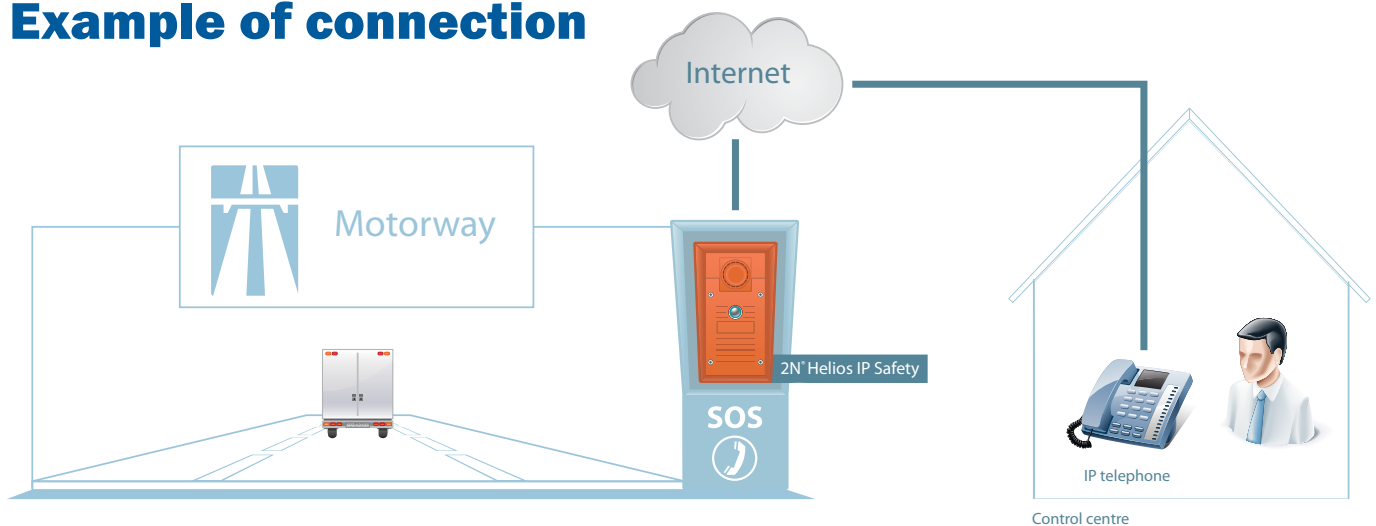 Example of connection
Internet
Motorway
2N® Helios IP Safety
SOS
IP telephone
Control centre